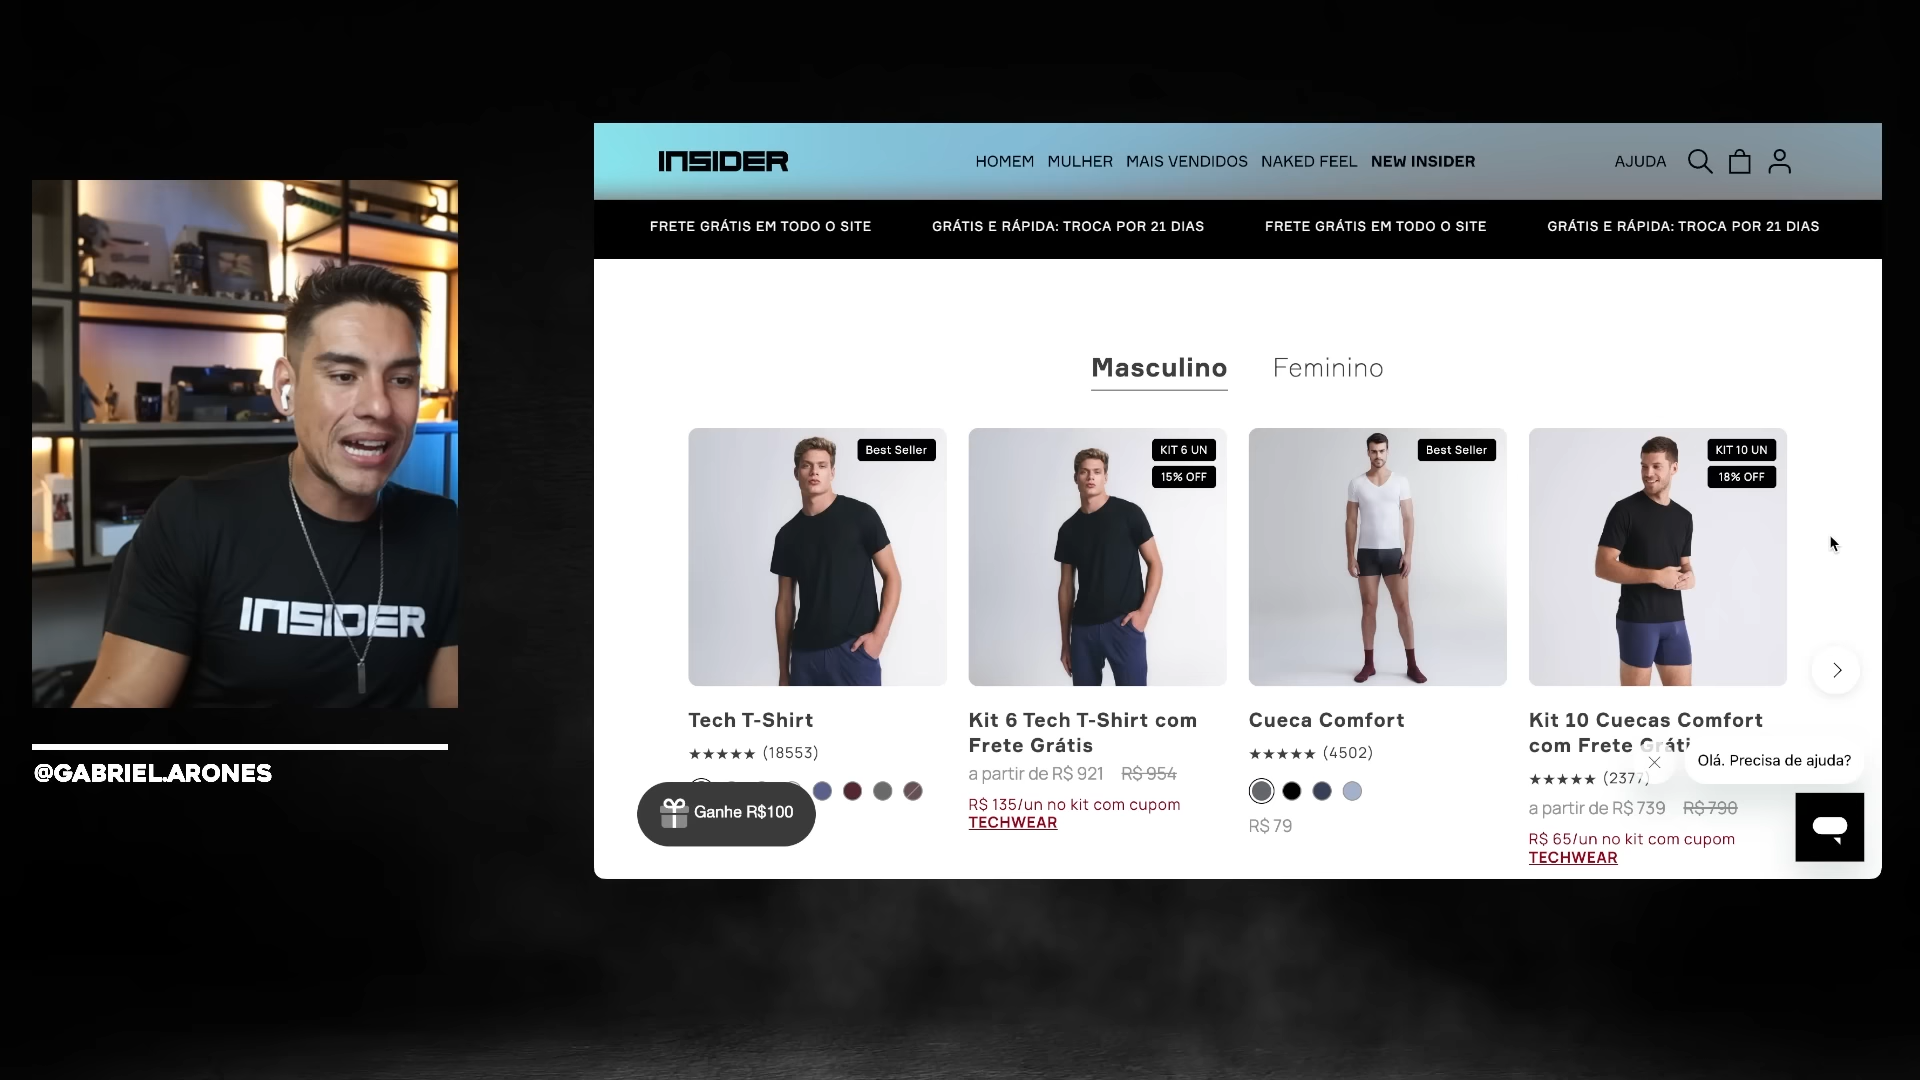 INSIDER
HOMEM MULHER MAIS VENDIDOS NAKED FEEL NEW INSIDER
AJUDA
FRETE GRÁTIS EM TODO O SITE GRÁTIS E RÁPIDA: TROCA POR 21 DIAS FRETE GRÁTIS EM TODO O SITE GRÁTIS E RÁPIDA: TROCA POR 21 DIAS
Masculino Feminino
Best Seller
KIT 6 UN
15% OFF
Best Seller
KIT 10 UN
18% OFF
Tech T-Shirt
★★★★★ (18553)
Ganhe R$100
Kit 6 Tech T-Shirt com
Frete Grátis
a partir de R$ 921 R$ 954
R$ 135/un no kit com cupom
TECHWEAR
Cueca Comfort
★★★★★ (4502)
R$ 79
Kit 10 Cuecas Comfort
com Frete Gráti
★★★★★ (2377)
a partir de R$ 739 R$ 790
R$ 65/un no kit com cupom
TECHWEAR
Olá. Precisa de ajuda?
INSIDER
@GABRIEL.ARONES